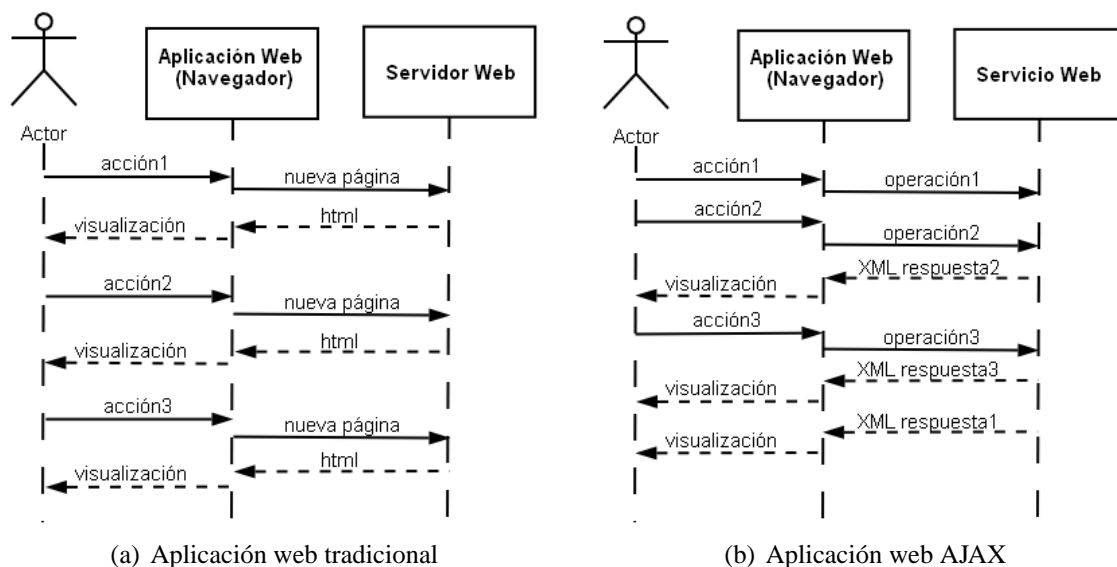 Aplicación Web
(Navegador)
Servidor Web
Actor
acción1
nueva página
html
visualización
acción2
nueva página
html
visualización
acción3
nueva página
html
visualización
(a) Aplicación web tradicional
Aplicación Web
(Navegador)
Servicio Web
Actor
acción1
operación1
acción2
operación2
XML respuesta2
visualización
acción3
operación3
XML respuesta3
visualización
XML respuesta1
visualización
(b) Aplicación web AJAX